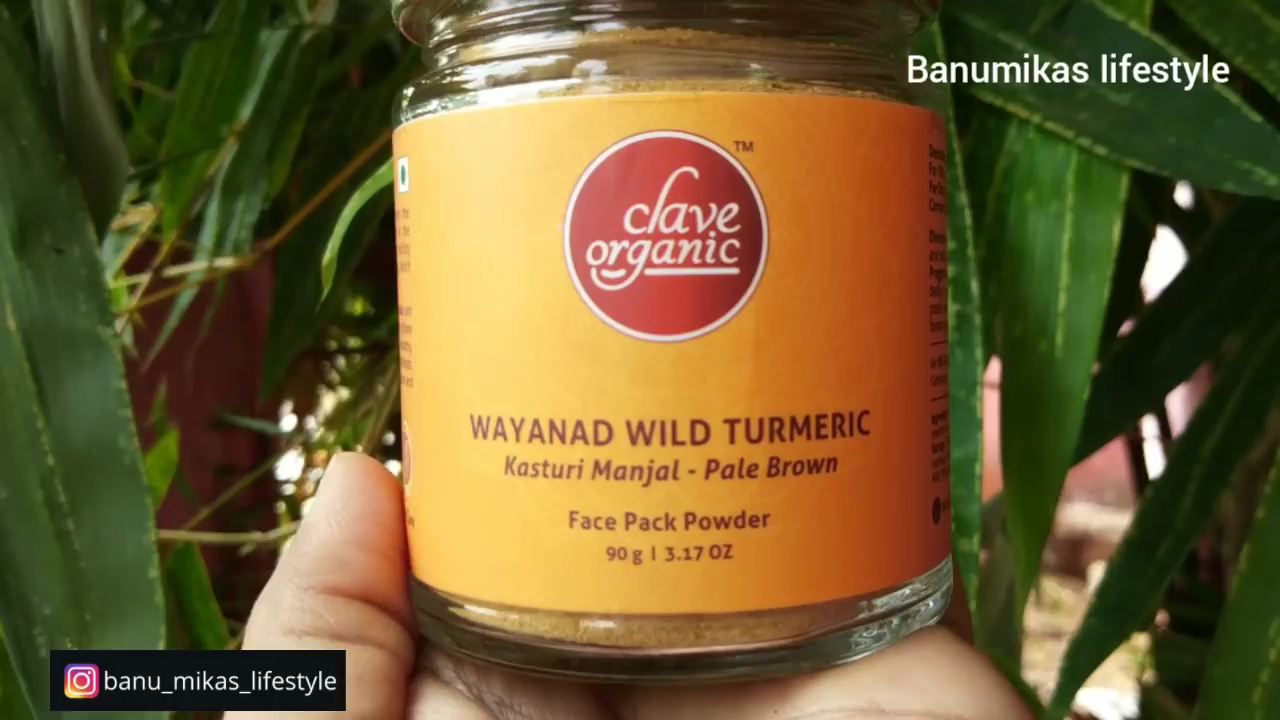 Banumikas lifestyle
TM
clave
organic
WAYANAD WILD TURMERIC
Kasturi Manjal - Pale Brown
Face Pack Powder
90 g | 3.17 OZ
banu_mikas_lifestyle